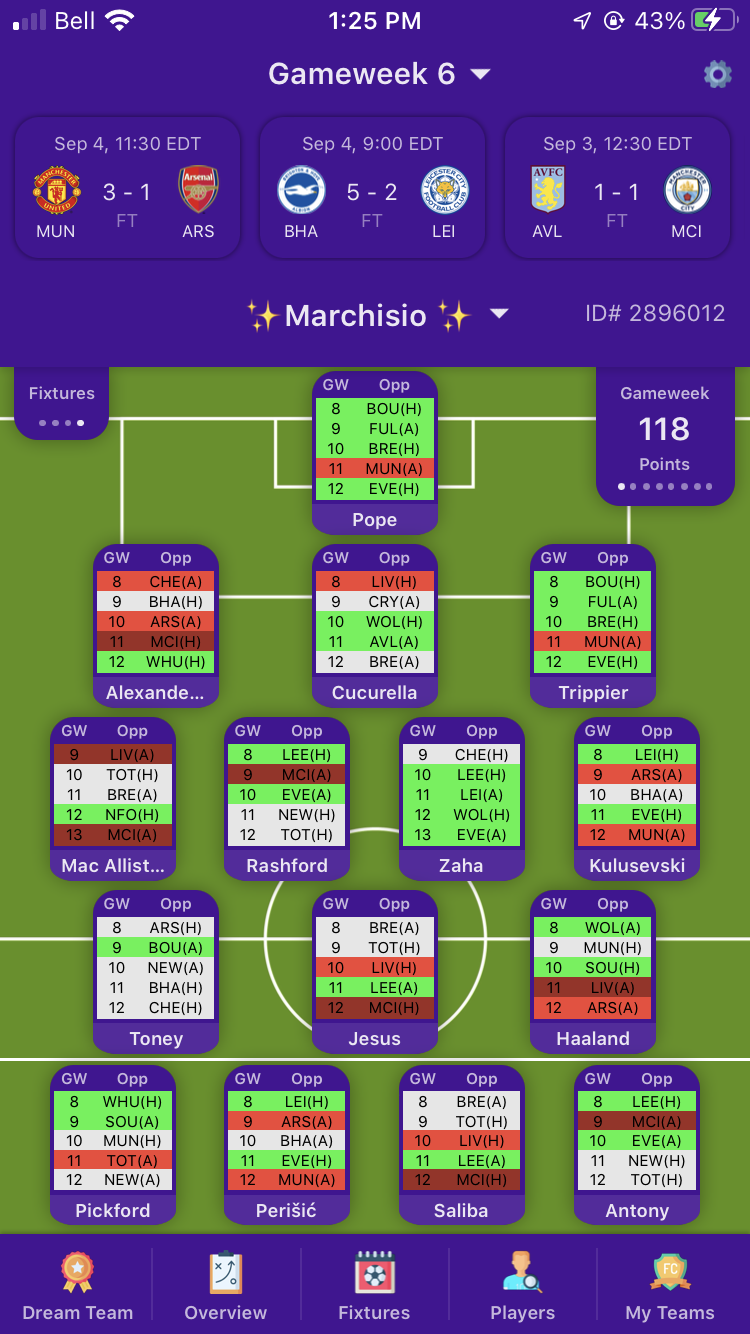 Bell 1:25 PM 43%
Gameweek 6
Sep 4, 11:30 EDT
MUN 3 - 1 ARS
FT
Sep 4, 9:00 EDT
BHA 5 - 2 LEI
FT
Sep 3, 12:30 EDT
AVFC
AVL 1 - 1 MCI
FT
✨Marchisio ✨
ID# 2896012
Fixtures
Gameweek
118
Points
GW Opp
8 BOU(H)
9 FUL(A)
10 BRE(H)
11 MUN(A)
12 EVE(H)
Pope
GW Opp
8 CHE(A)
9 BHA(H)
10 ARS(A)
11 MCI(H)
12 WHU(H)
Alexande...
GW Opp
8 LIV(H)
9 CRY(A)
10 WOL(H)
11 AVL(A)
12 BRE(A)
Cucurella
GW Opp
8 BOU(H)
9 FUL(A)
10 BRE(H)
11 MUN(A)
12 EVE(H)
Trippier
GW Opp
9 LIV(A)
10 TOT(H)
11 BRE(A)
12 NFO(H)
13 MCI(A)
Mac Allist...
GW Opp
8 LEE(H)
9 MCI(A)
10 EVE(A)
11 NEW(H)
12 TOT(H)
Rashford
GW Opp
9 CHE(H)
10 LEE(H)
11 LEI(A)
12 WOL(H)
13 EVE(A)
Zaha
GW Opp
8 LEI(H)
9 ARS(A)
10 BHA(A)
11 EVE(H)
12 MUN(A)
Kulusevski
GW Opp
8 ARS(H)
9 BOU(A)
10 NEW(A)
11 BHA(H)
12 CHE(H)
Toney
GW Opp
8 BRE(A)
9 TOT(H)
10 LIV(H)
11 LEE(A)
12 MCI(H)
Jesus
GW Opp
8 WOL(A)
9 MUN(H)
10 SOU(H)
11 LIV(A)
12 ARS(A)
Haaland
GW Opp
8 WHU(H)
9 SOU(A)
10 MUN(H)
11 TOT(A)
12 NEW(A)
Pickford
GW Opp
8 LEI(H)
9 ARS(A)
10 BHA(A)
11 EVE(H)
12 MUN(A)
Perišić
GW Opp
8 BRE(A)
9 TOT(H)
10 LIV(H)
11 LEE(A)
12 MCI(H)
Saliba
GW Opp
8 LEE(H)
9 MCI(A)
10 EVE(A)
11 NEW(H)
12 TOT(H)
Antony
Dream Team
Overview
Fixtures
Players
FC
My Teams